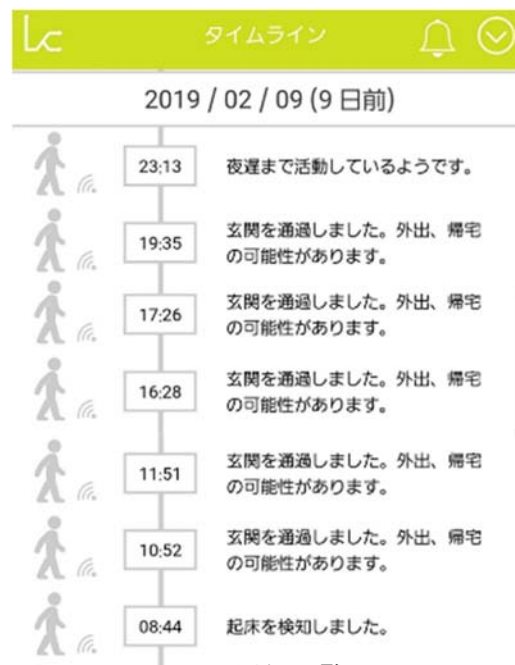 Lc
タイムライン
2019 / 02 / 09 (9 日前)
23:13
夜遅まで活動しているようです。
19:35
玄関を通過しました。外出、帰宅
の可能性があります。
17:26
玄関を通過しました。外出、帰宅
の可能性があります。
16:28
玄関を通過しました。外出、帰宅
の可能性があります。
11:51
玄関を通過しました。外出、帰宅
の可能性があります。
10:52
玄関を通過しました。外出、帰宅
の可能性があります。
08:44
起床を検知しました。